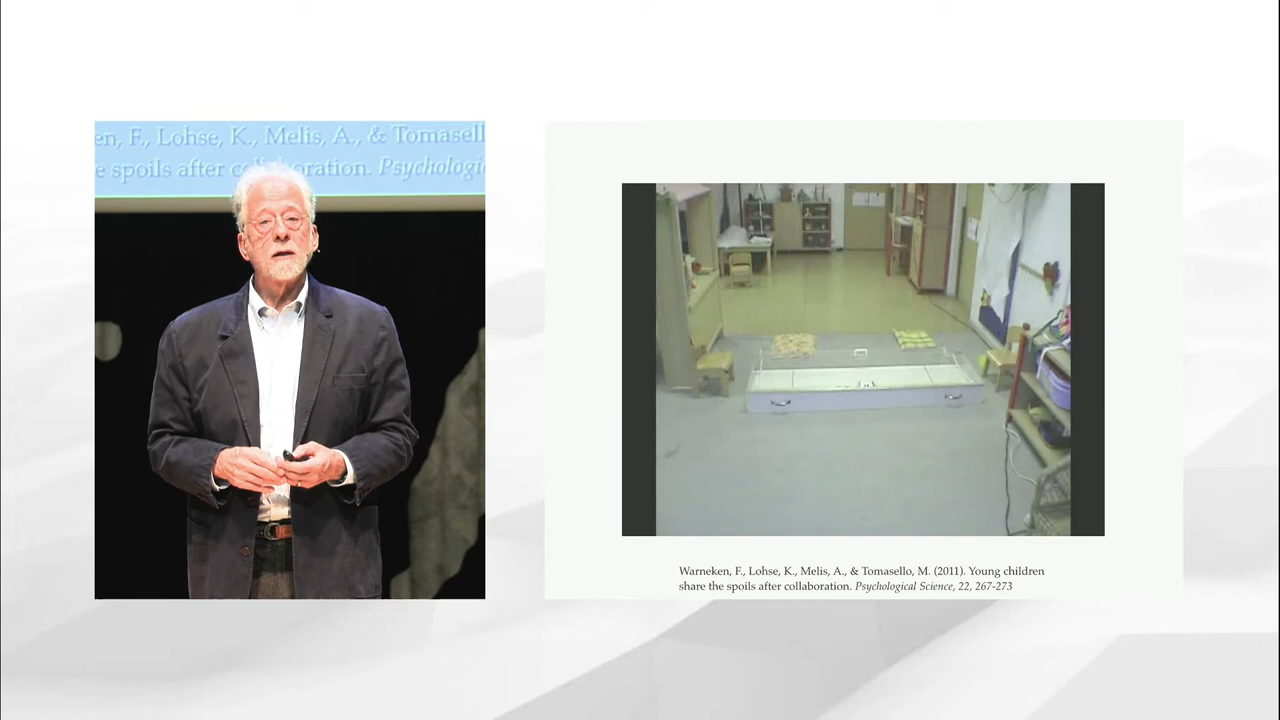 en, F., Lohse, K., Melis, A., & Tomasell
e spoils after collaboration. Psychologi
Warneken, F., Lohse, K., Melis, A., & Tomasello, M. (2011). Young children
share the spoils after collaboration. Psychological Science, 22, 267-273